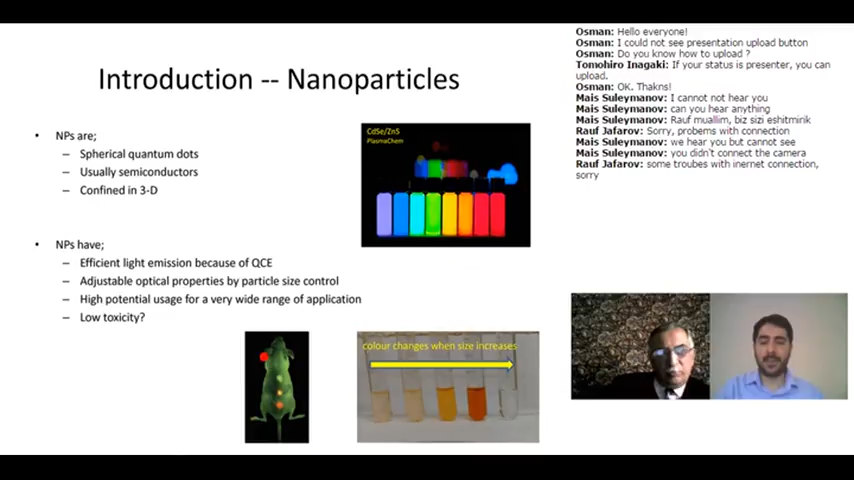 Introduction -- Nanoparticles
• NPs are;
– Spherical quantum dots
– Usually semiconductors
– Confined in 3-D
• NPs have;
– Efficient light emission because of QCE
– Adjustable optical properties by particle size control
– High potential usage for a very wide range of application
– Low toxicity?
CdSe/ZnS
PlasmaChem
colour changes when size increases
Osman: Hello everyone!
Osman: I could not see presentation upload button
Osman: Do you know how to upload ?
Tomohiro Inagaki: If your status is presenter, you can
upload.
Osman: OK. Thakns!
Mais Suleymanov: I cannot not hear you
Mais Suleymanov: can you hear anything
Mais Suleymanov: Rauf muallim, biz sizi eshitmirik
Rauf Jafarov: Sorry, probems with connection
Mais Suleymanov: we hear you but cannot see
Mais Suleymanov: you didn't connect the camera
Rauf Jafarov: some troubes with inernet connection,
sorry